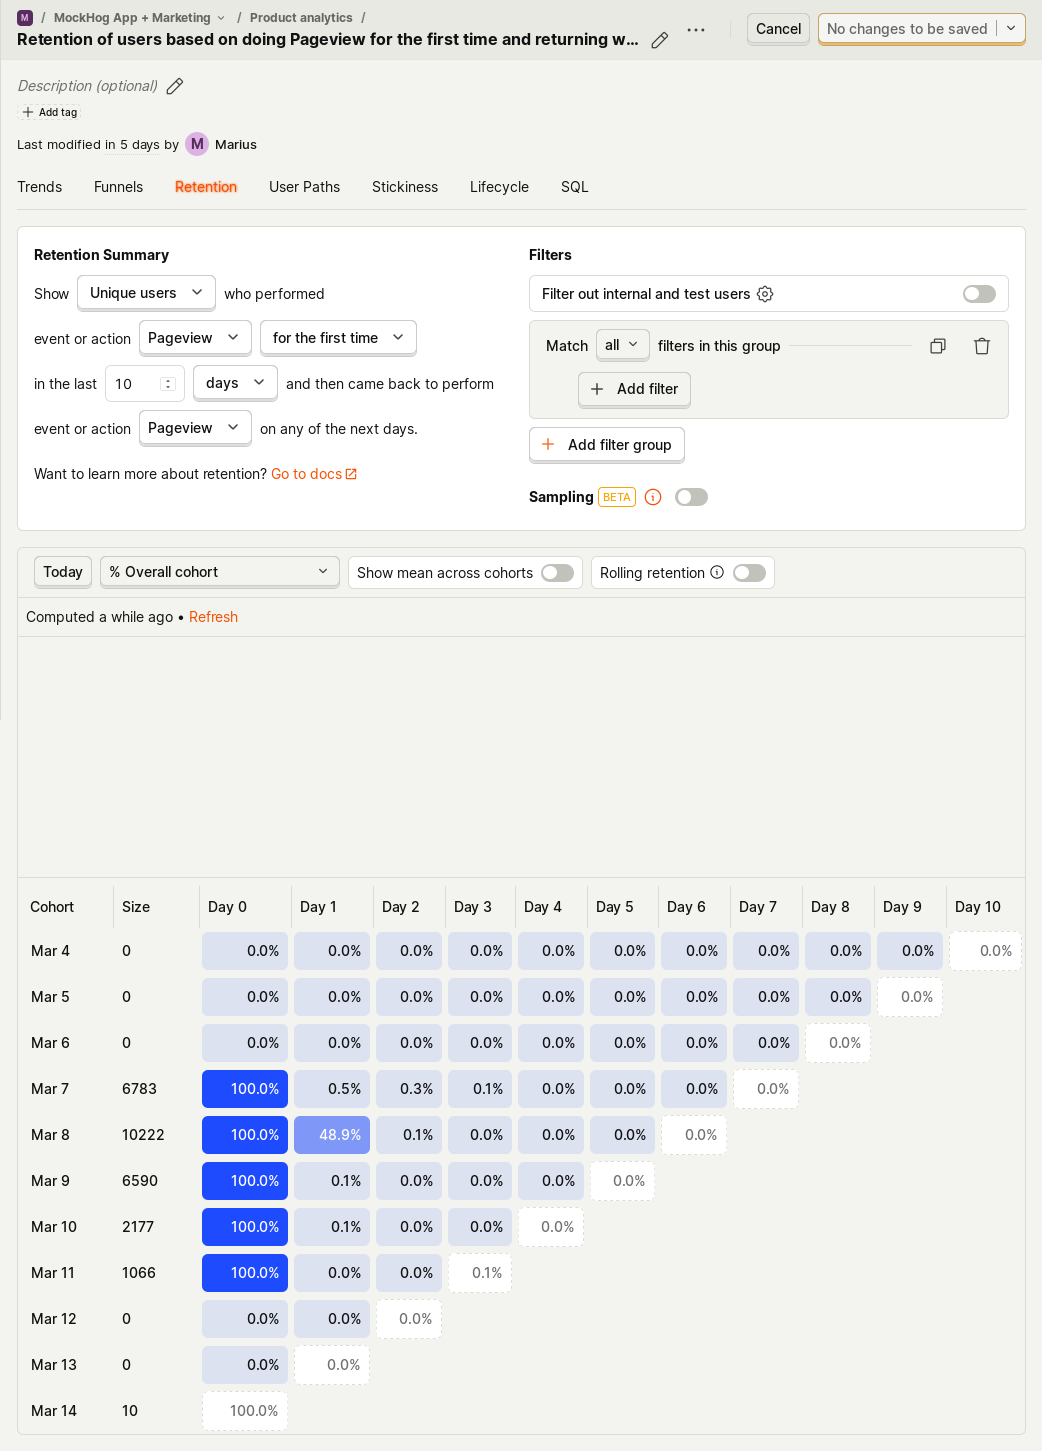 M / MockHog App + Marketing / Product analytics /
Retention of users based on doing Pageview for the first time and returning w...
Cancel
No changes to be saved
Description (optional)
Add tag
Last modified in 5 days by M Marius
Trends Funnels Retention User Paths Stickiness Lifecycle SQL
Retention Summary
Show Unique users who performed
event or action Pageview for the first time
in the last 10 days and then came back to perform
event or action Pageview on any of the next days.
Want to learn more about retention? Go to docs
Filters
Filter out internal and test users
Match all filters in this group
Add filter
Add filter group
Sampling BETA
Today % Overall cohort Show mean across cohorts Rolling retention
Computed a while ago • Refresh
Cohort Size Day 0 Day 1 Day 2 Day 3 Day 4 Day 5 Day 6 Day 7 Day 8 Day 9 Day 10
Mar 4 0 0.0% 0.0% 0.0% 0.0% 0.0% 0.0% 0.0% 0.0% 0.0% 0.0% 0.0%
Mar 5 0 0.0% 0.0% 0.0% 0.0% 0.0% 0.0% 0.0% 0.0% 0.0% 0.0%
Mar 6 0 0.0% 0.0% 0.0% 0.0% 0.0% 0.0% 0.0% 0.0% 0.0%
Mar 7 6783 100.0% 0.5% 0.3% 0.1% 0.0% 0.0% 0.0% 0.0%
Mar 8 10222 100.0% 48.9% 0.1% 0.0% 0.0% 0.0% 0.0%
Mar 9 6590 100.0% 0.1% 0.0% 0.0% 0.0% 0.0%
Mar 10 2177 100.0% 0.1% 0.0% 0.0% 0.0%
Mar 11 1066 100.0% 0.0% 0.0% 0.1%
Mar 12 0 0.0% 0.0% 0.0%
Mar 13 0 0.0% 0.0%
Mar 14 10 100.0%